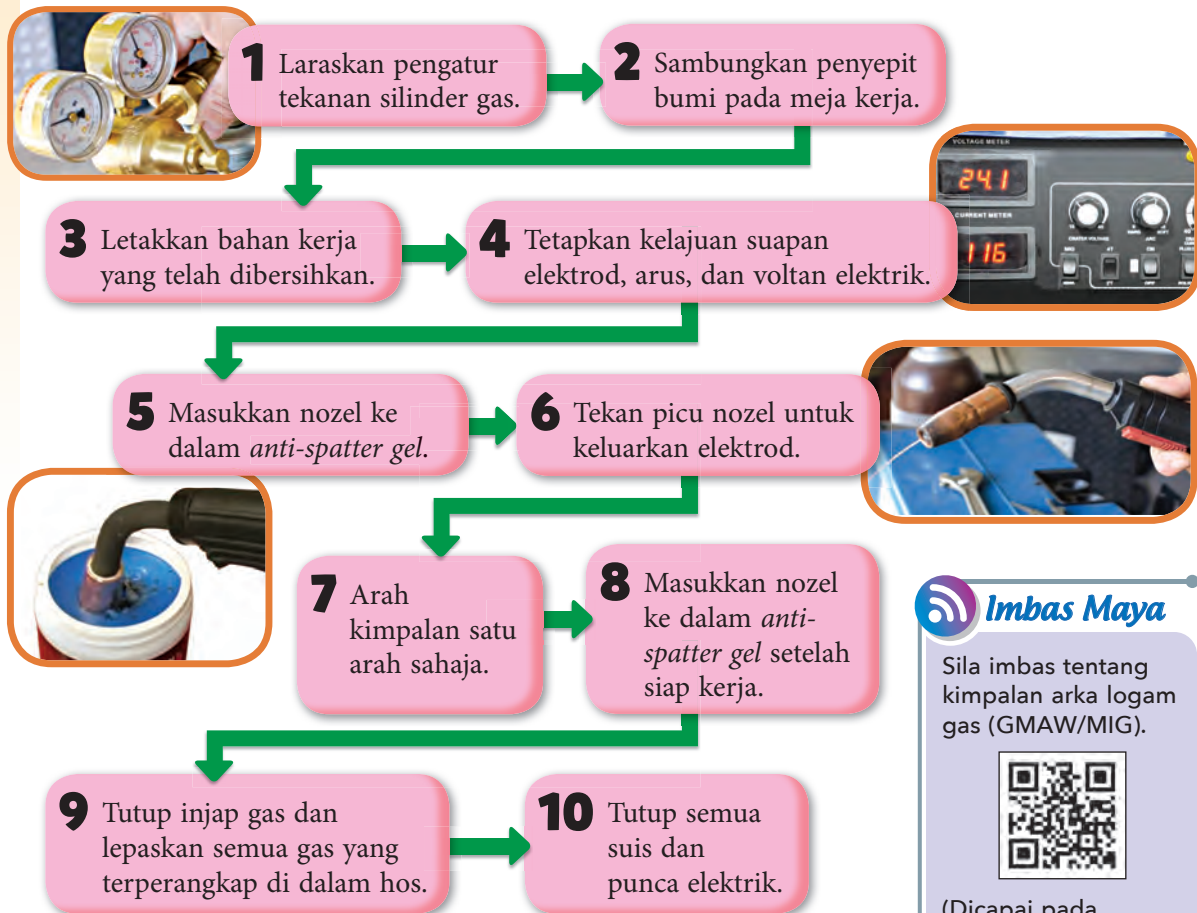 1 Laraskan pengatur
tekanan silinder gas.
2 Sambungkan penyepit
bumi pada meja kerja.
VOLTAGE METER
24.1
CURRENT METER
116
CRATER VOLTAGE
ARC
3 Letakkan bahan kerja
yang telah dibersihkan.
4 Tetapkan kelajuan suapan
elektrod, arus, dan voltan elektrik.
5 Masukkan nozel ke
dalam anti-spatter gel.
6 Tekan picu nozel untuk
keluarkan elektrod.
7 Arah
kimpalan satu
arah sahaja.
8 Masukkan nozel
ke dalam anti-
spatter gel setelah
siap kerja.
Imbas Maya
Sila imbas tentang
kimpalan arka logam
gas (GMAW/MIG).
(Dicapai pada
9 Tutup injap gas dan
lepaskan semua gas yang
terperangkap di dalam hos.
10 Tutup semua
suis dan
punca elektrik.